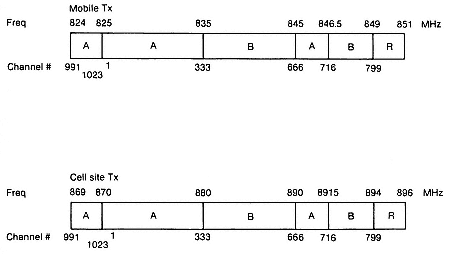 Mobile Tx
Freq 824 825 835 845 846.5 849 851 MHz
A A B A B R
Channel # 991 1023 1 333 666 716 799
Cell site Tx
Freq 869 870 880 890 8915 894 896 MHz
A A B A B R
Channel # 991 1023 1 333 666 716 799